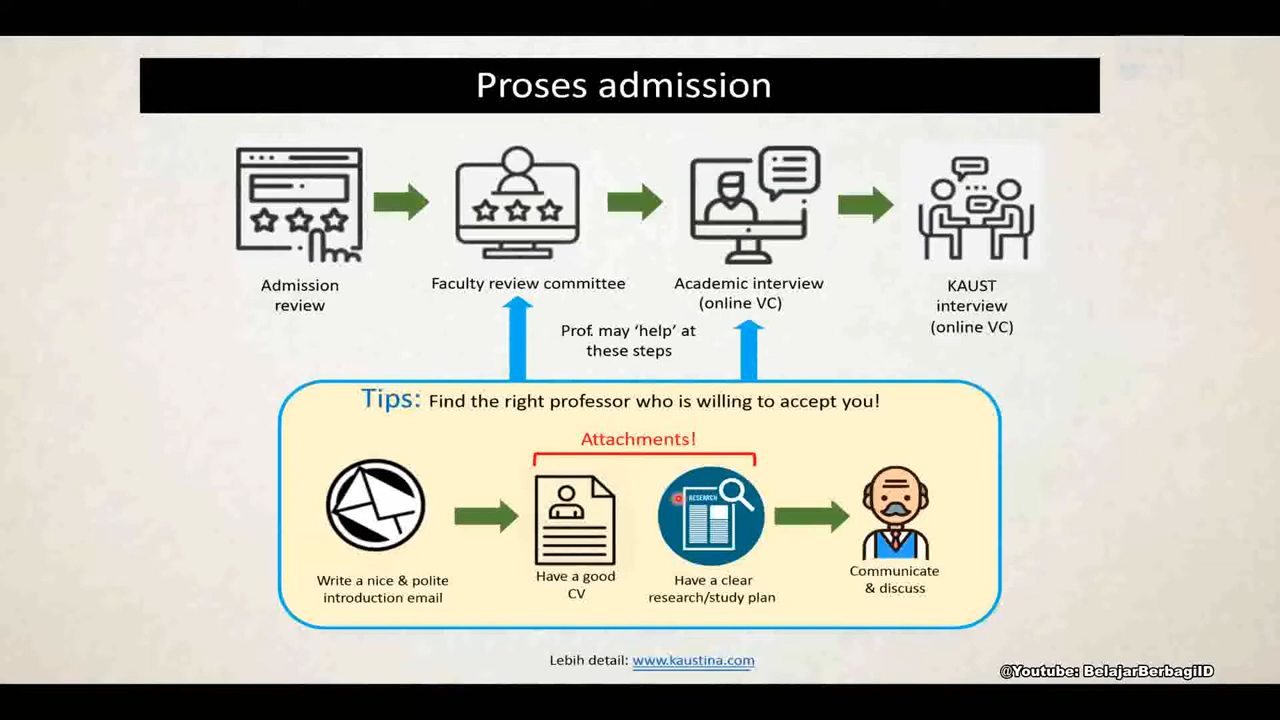 Proses admission
Admission
review
Faculty review committee
Academic interview
(online VC)
KAUST
interview
(online VC)
Prof. may ‘help’ at
these steps
Tips: Find the right professor who is willing to accept you!
Attachments!
RESEARCH
Write a nice & polite
introduction email
Have a good
CV
Have a clear
research/study plan
Communicate
& discuss
Lebih detail: www.kaustina.com
@Youtube: BelajarBerbagiID